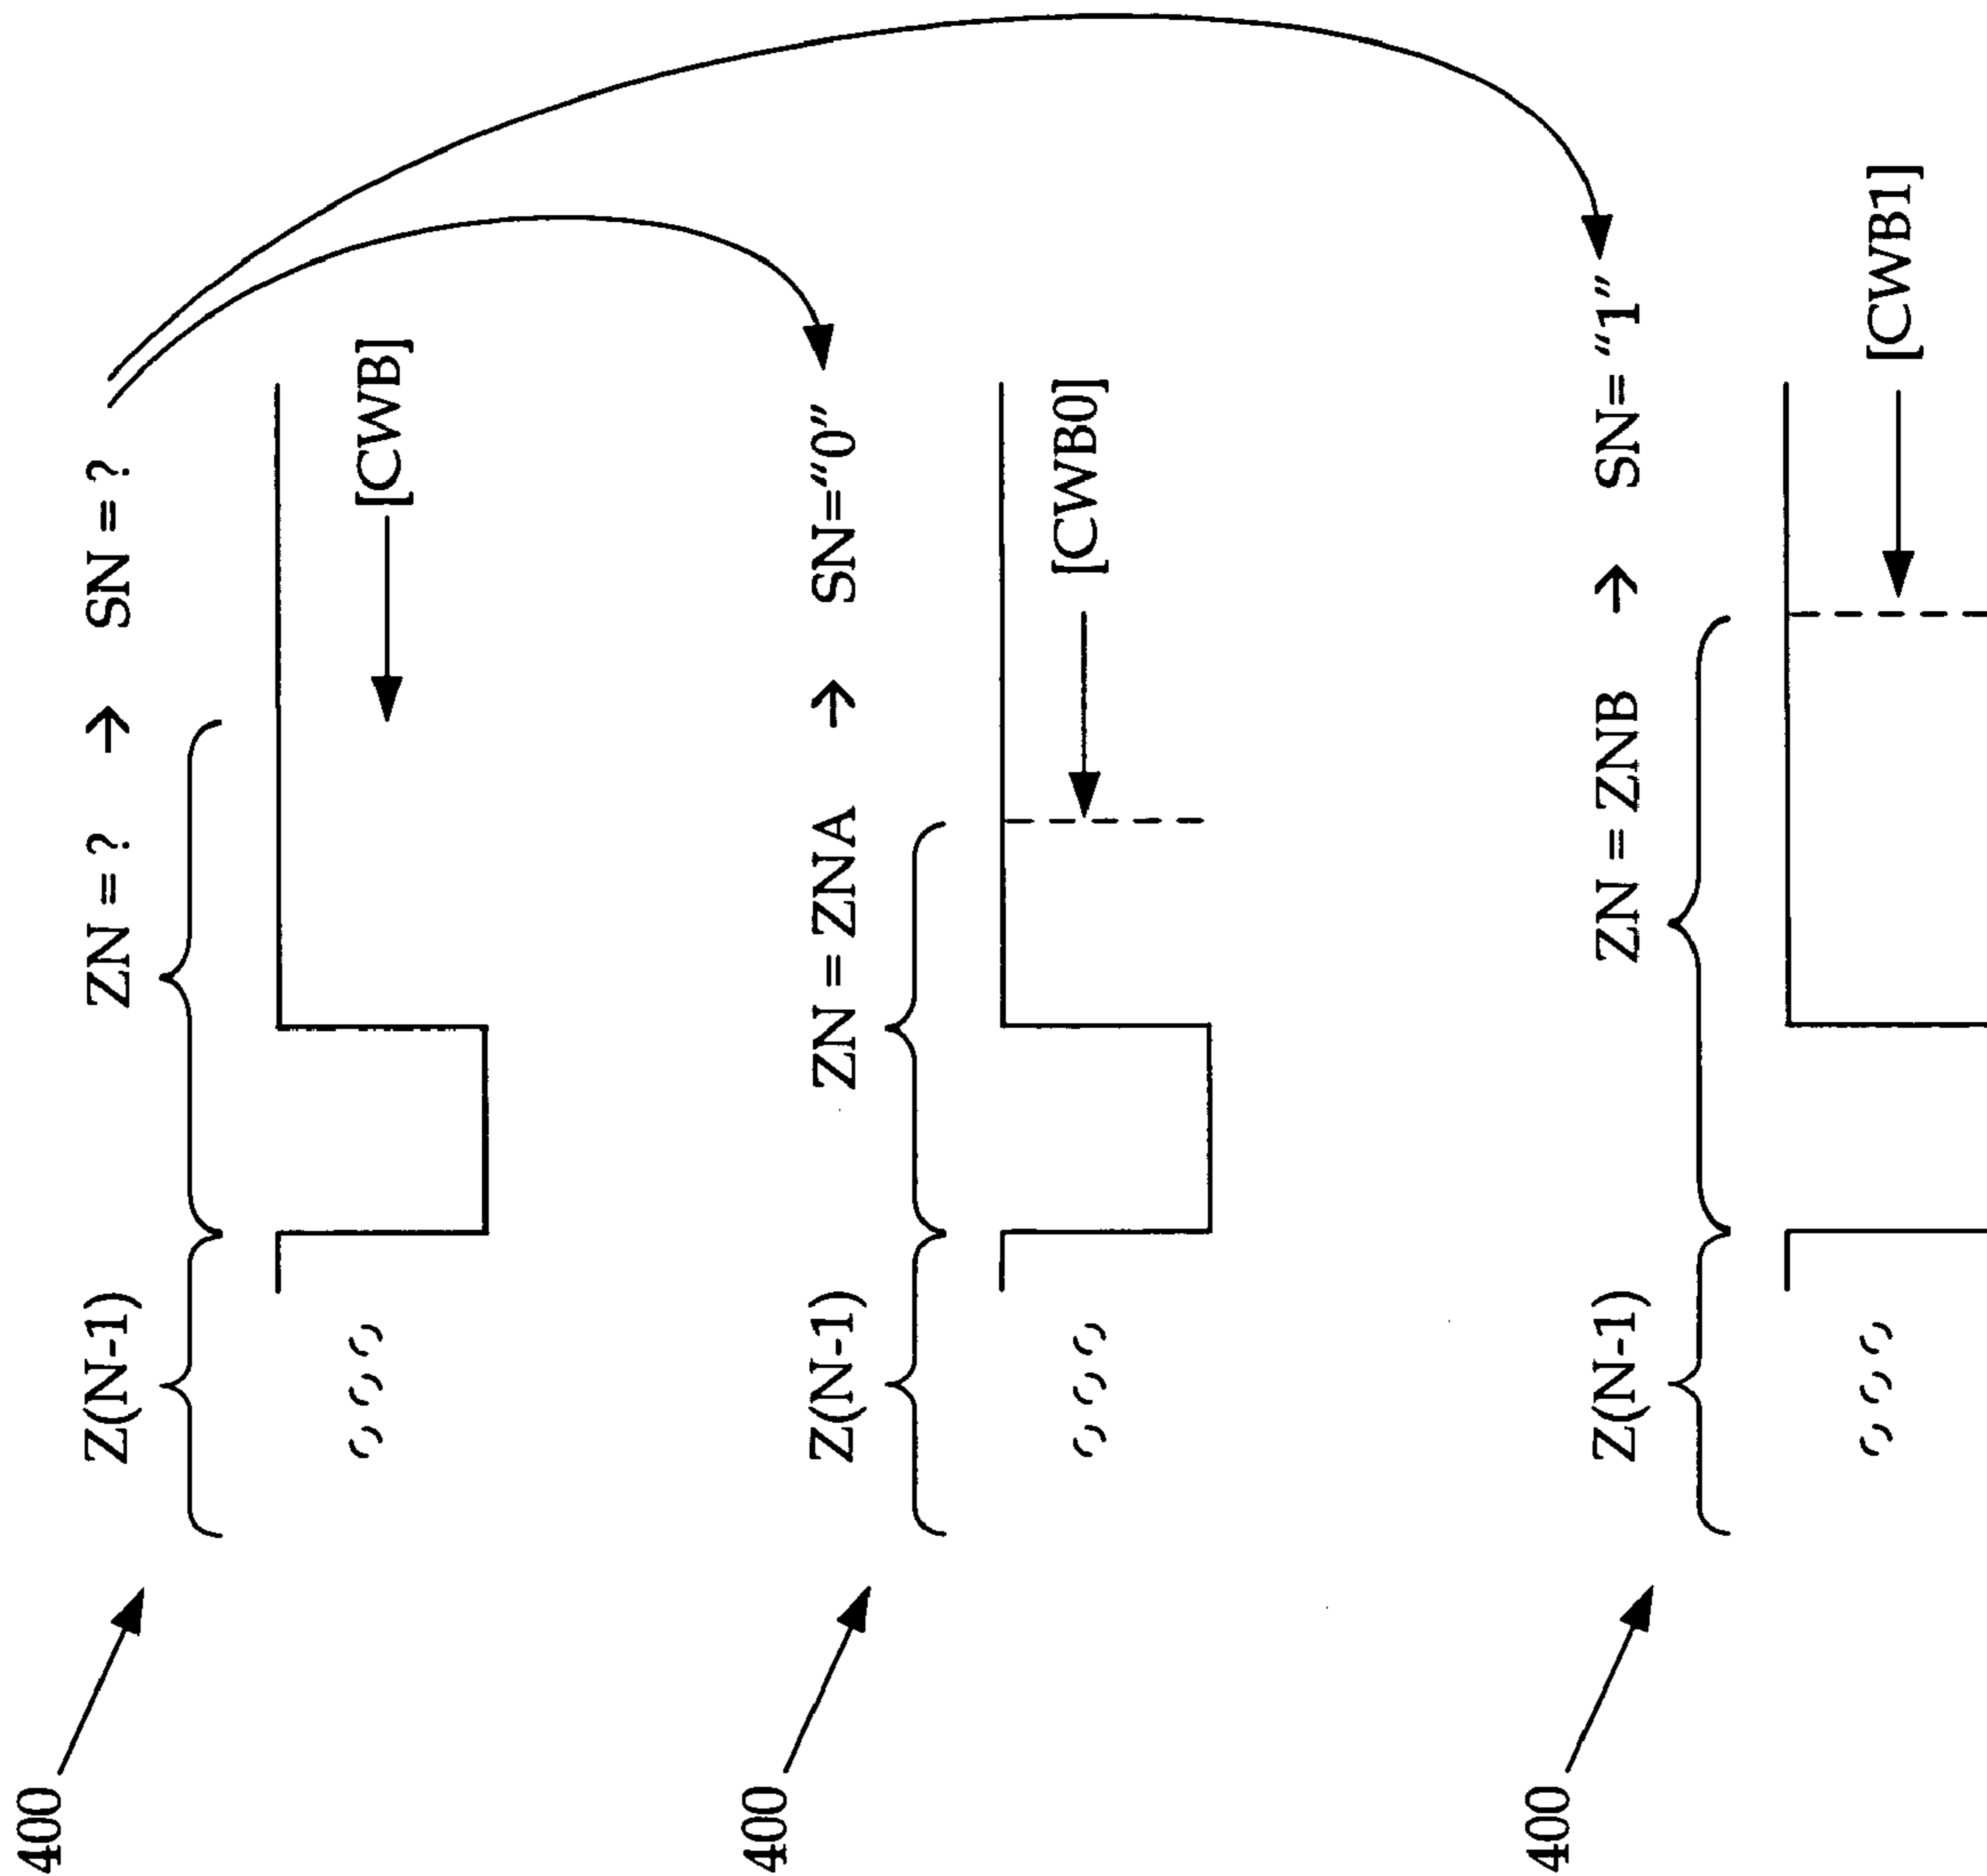 400
Z(N-1) ZN = ? → SN = ?
[CWB]
400
Z(N-1) ZN = ZNA → SN=“0”
[CWB0]
400
Z(N-1) ZN = ZNB → SN=“1”
[CWB1]